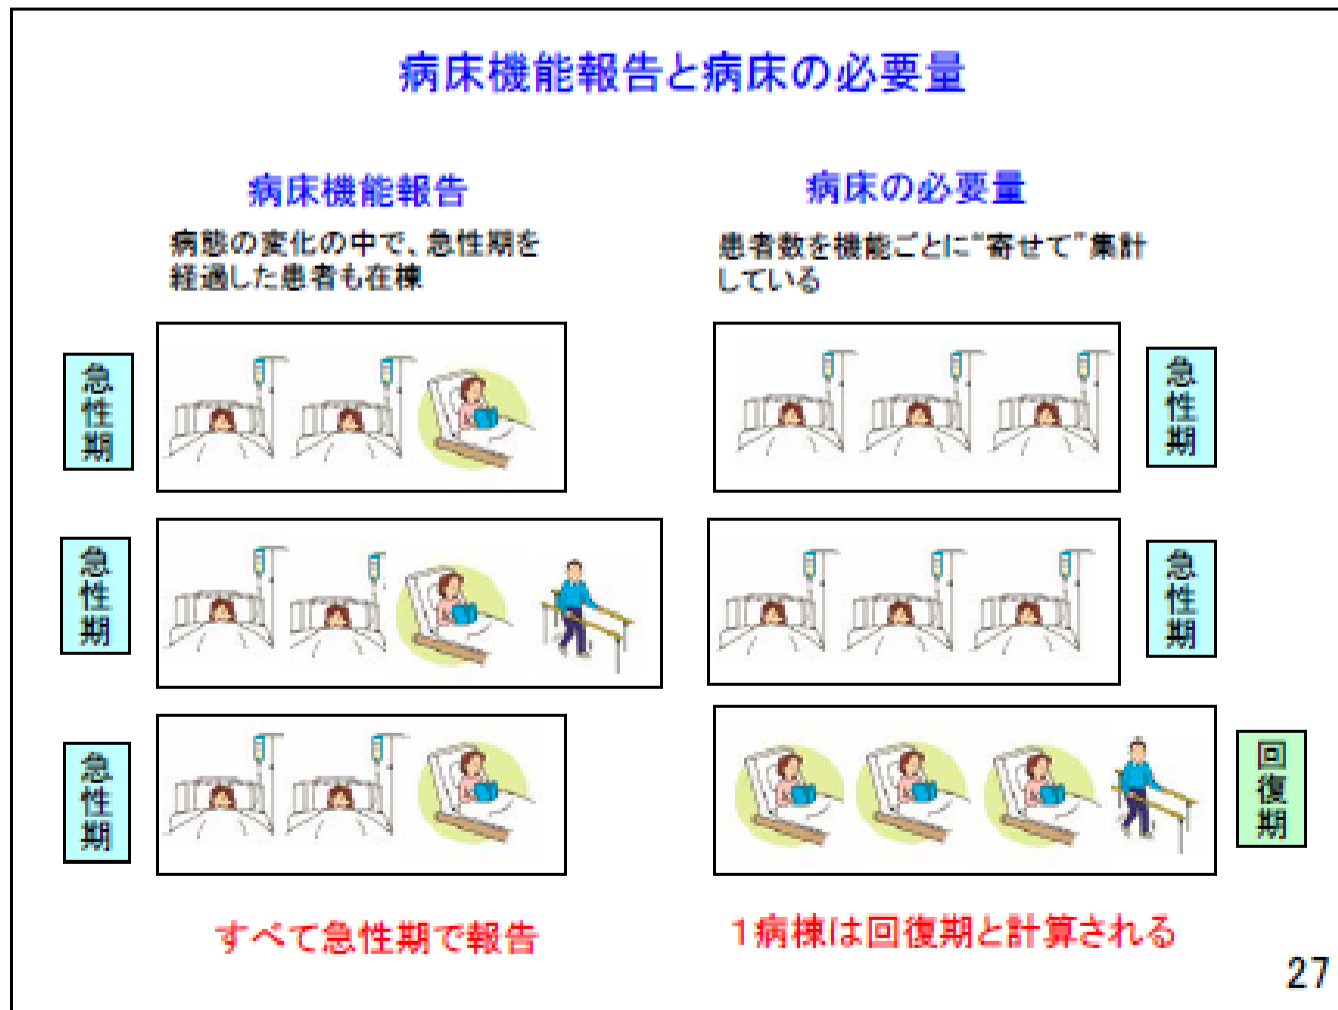 病床機能報告と病床の必要量
病床機能報告
病態の変化の中で、急性期を
経過した患者も在棟
急性期
急性期
急性期
すべて急性期で報告
病床の必要量
患者数を機能ごとに“寄せて”集計
している
急性期
急性期
回復期
1病棟は回復期と計算される
27